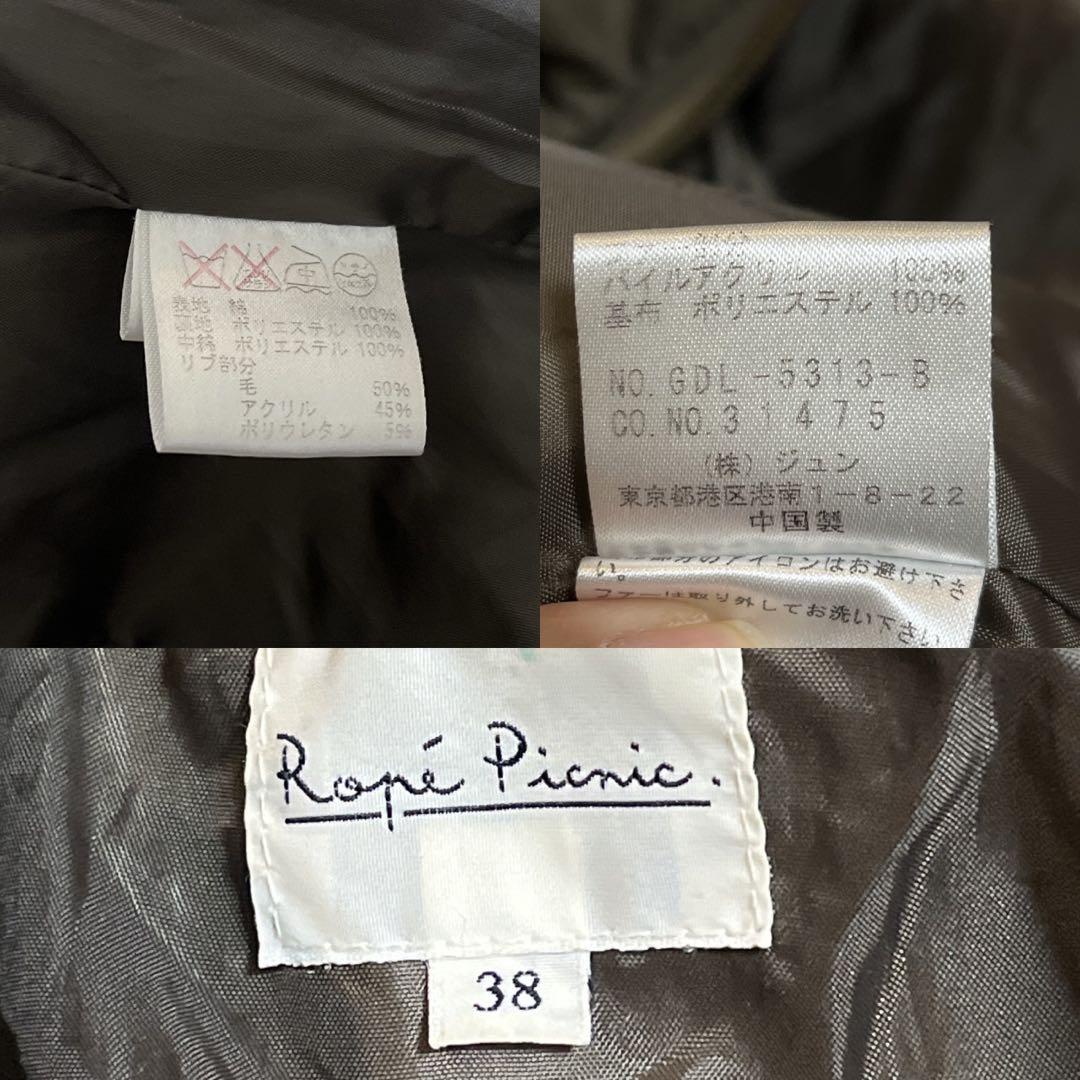 中
表地 綿 100%
裏地 ポリエステル 100%
中綿 ポリエステル 100%
リブ部分
毛 50%
アクリル 45%
ポリウレタン 5%
パイルアクリル 100%
基布 ポリエステル 100%
NO. GDL-5313-B
CO. NO. 31475
(株) ジュン
東京都港区港南1-8-22
中国製
部分のアイロンはお避け下さ
い。
ファーは取り外してお洗い下さい
Ropé Picnic.
38